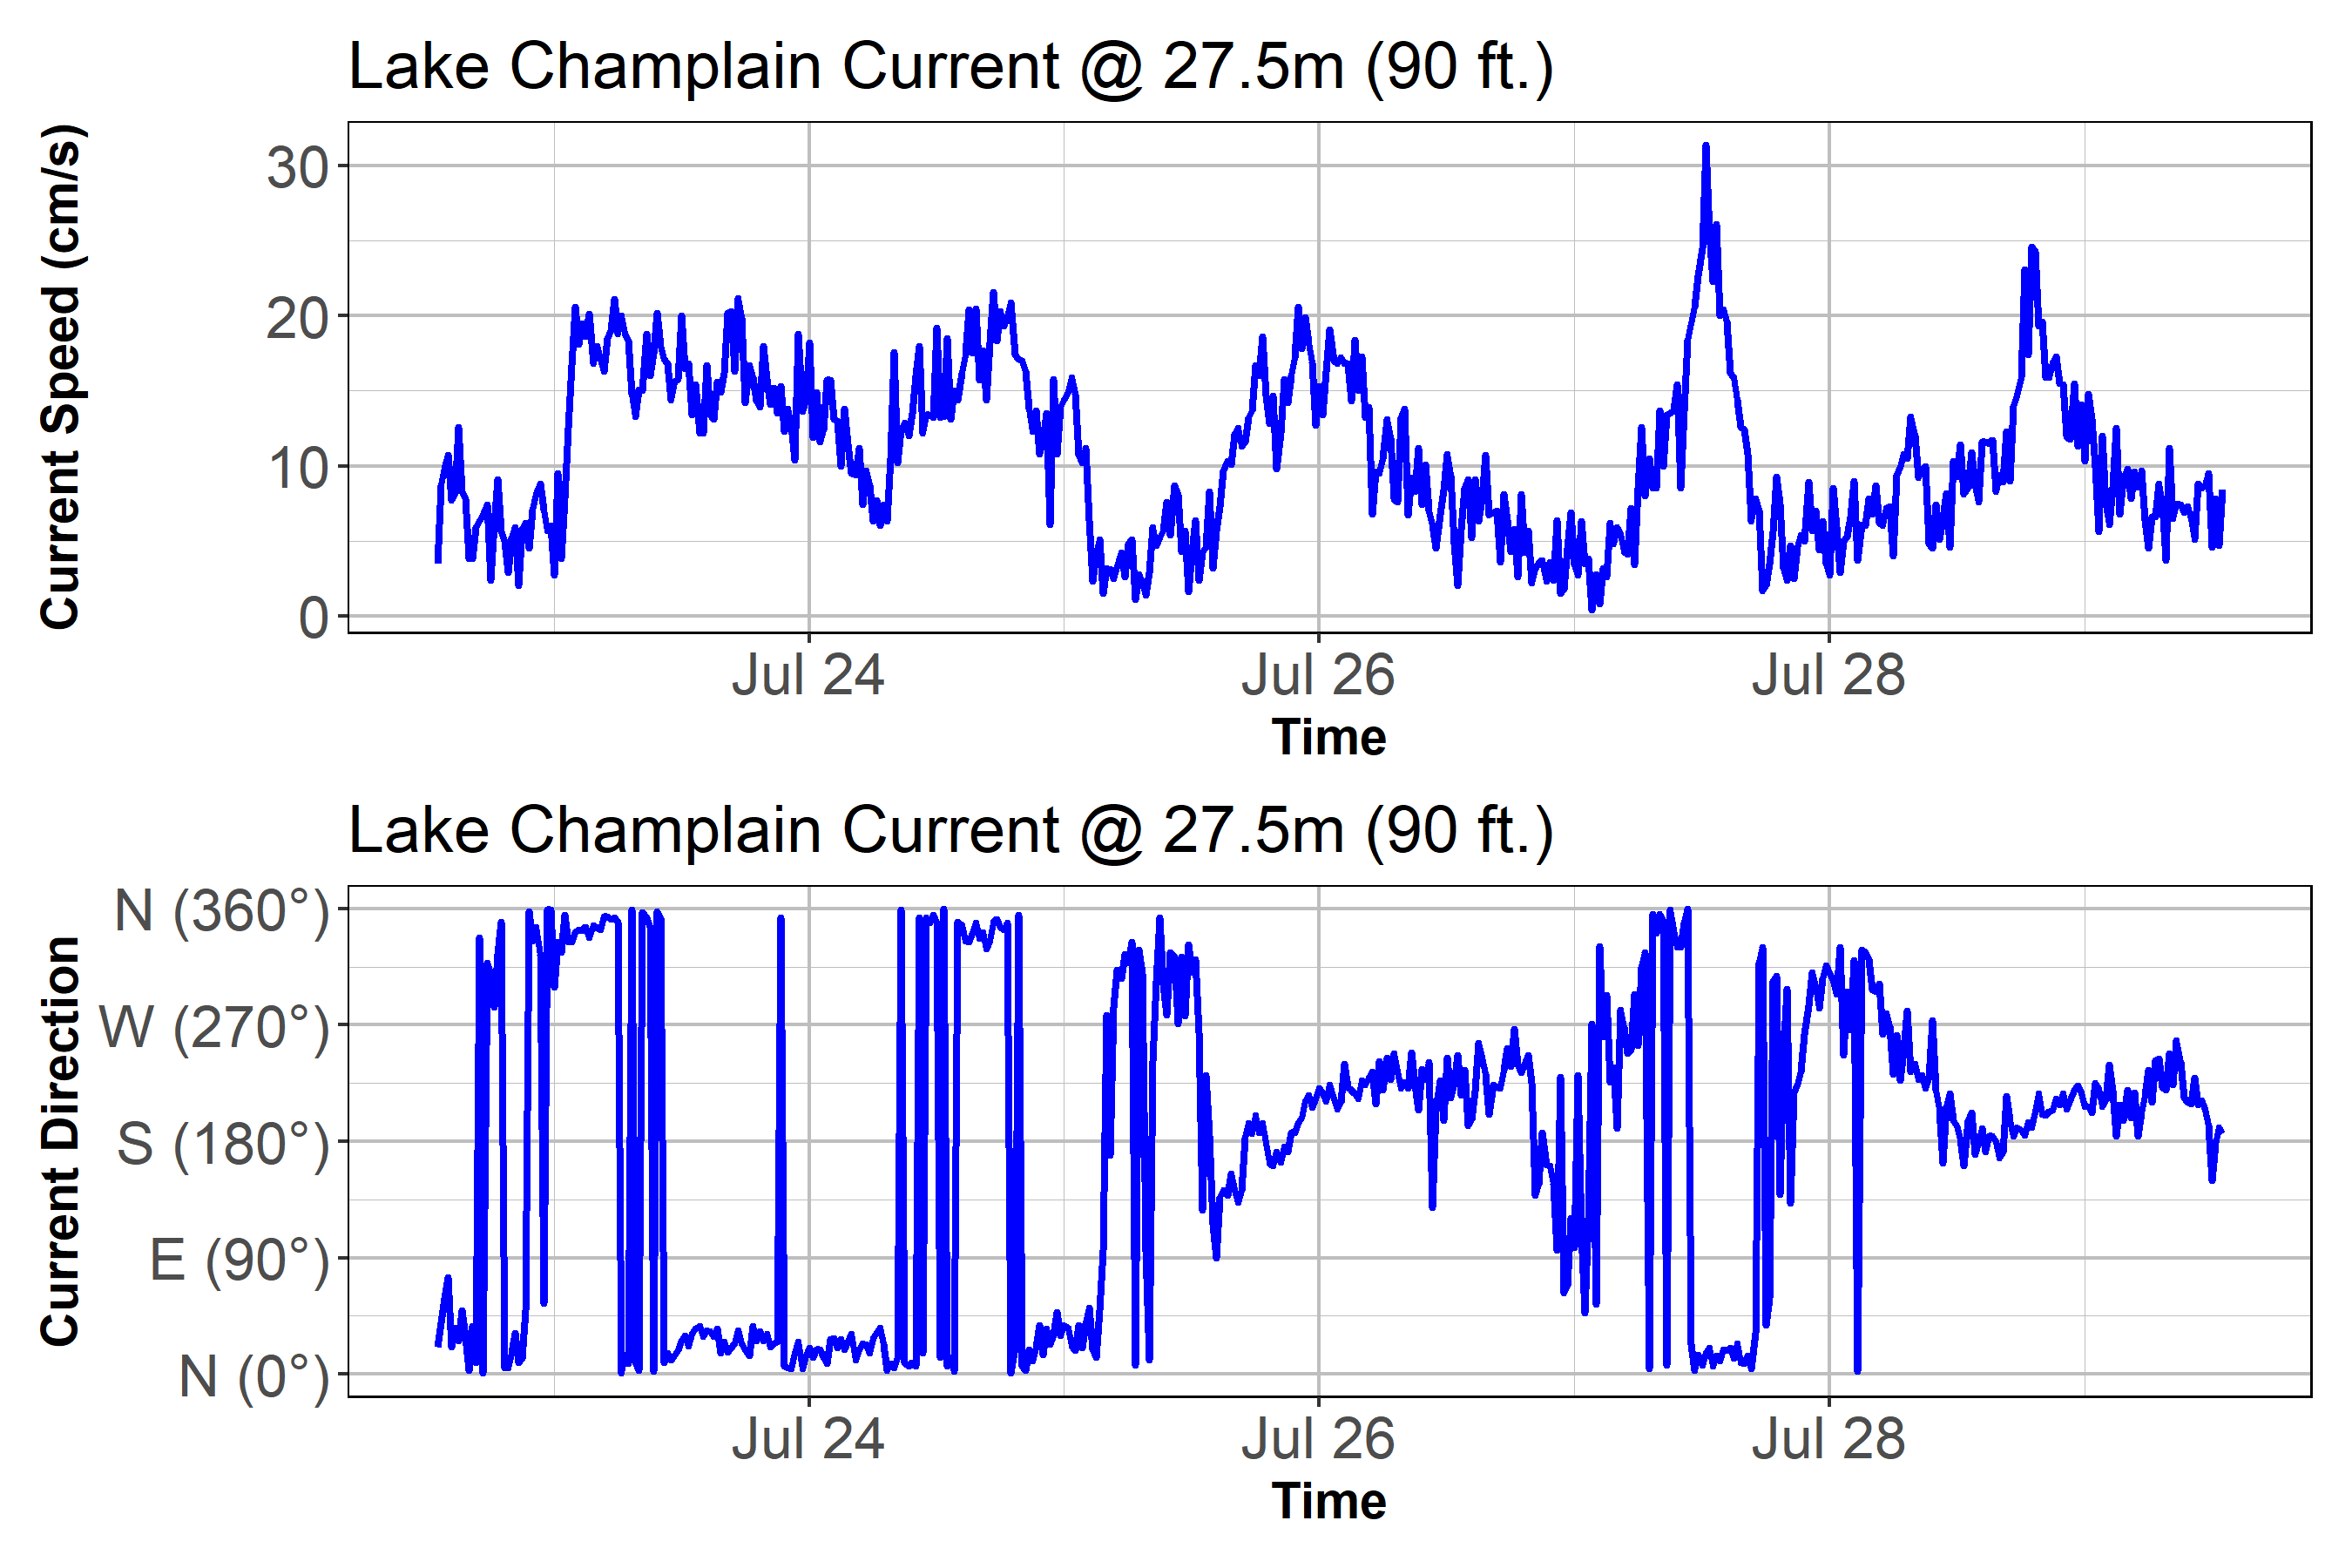 Lake Champlain Current @ 27.5m (90 ft.)
Current Speed (cm/s)
30
20
10
0
Jul 24 Jul 26 Jul 28
Time
Lake Champlain Current @ 27.5m (90 ft.)
Current Direction
N (360°)
W (270°)
S (180°)
E (90°)
N (0°)
Jul 24 Jul 26 Jul 28
Time